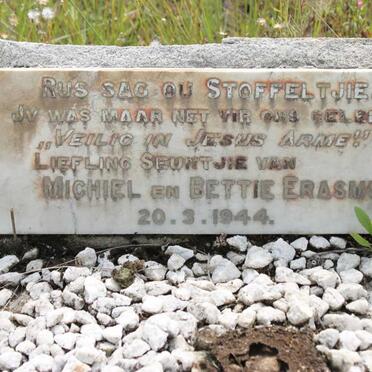 RUS SAG OU STOFFELTJIE
JY WAS MAAR NET VIR ONS GELEE
„VEILIG IN JESUS ARME!"
LIEFLING SEUNTJIE VAN
MICHIEL EN BETTIE ERASM
20.3.1944.